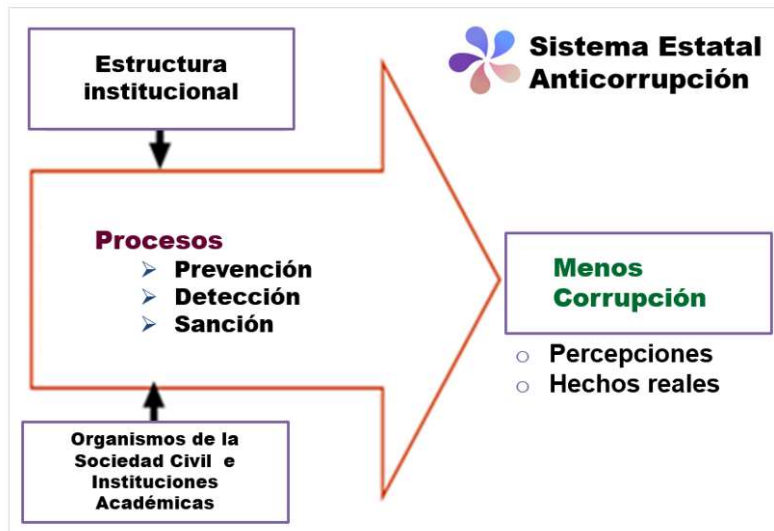 Estructura
institucional
Sistema Estatal
Anticorrupción
Procesos
Prevención
Detección
Sanción
Menos
Corrupción
Percepciones
Hechos reales
Organismos de la
Sociedad Civil e
Instituciones
Académicas